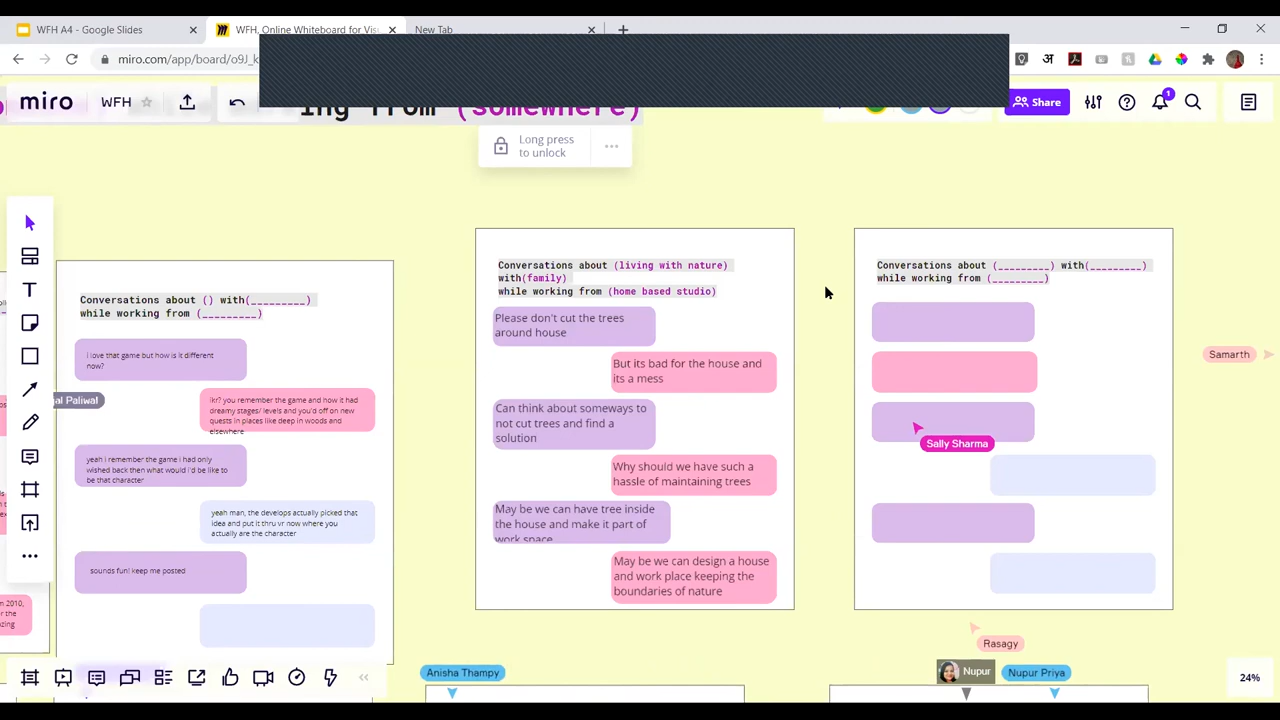 WFH A4 - Google Slides
WFH, Online Whiteboard for Vis
New Tab
miro.com/app/board/o9J_k
अ
miro
WFH
ing from (somewhere)
Share
1
Long press
to unlock
Conversations about () with(_________)
while working from (_________)
i love that game but how is it different
now?
ikr? you remember the game and how it had
dreamy stages/ levels and you'd off on new
quests in places like deep in woods and
elsewhere
al Paliwal
yeah i remember the game i had only
wished back then what would i'd be like to
be that character
yeah man, the develops actually picked that
idea and put it thru vr now where you
actually are the character
sounds fun! keep me posted
m 2010,
r the
zing
Conversations about (living with nature)
with(family)
while working from (home based studio)
Please don't cut the trees
around house
But its bad for the house and
its a mess
Can think about someways to
not cut trees and find a
solution
Why should we have such a
hassle of maintaining trees
May be we can have tree inside
the house and make it part of
work space
May be we can design a house
and work place keeping the
boundaries of nature
Conversations about (_________) with(_________)
while working from (_________)
Sally Sharma
Samarth
Rasagy
Anisha Thampy
Nupur
Nupur Priya
24%